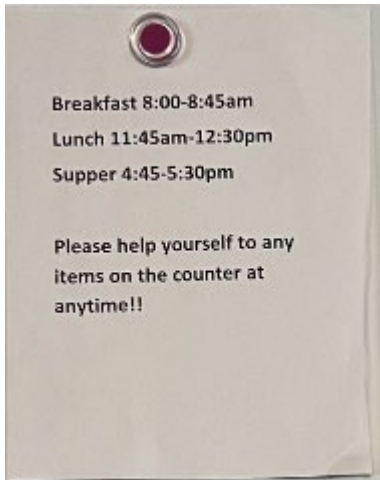 Breakfast 8:00-8:45am
Lunch 11:45am-12:30pm
Supper 4:45-5:30pm
Please help yourself to any
items on the counter at
anytime!!